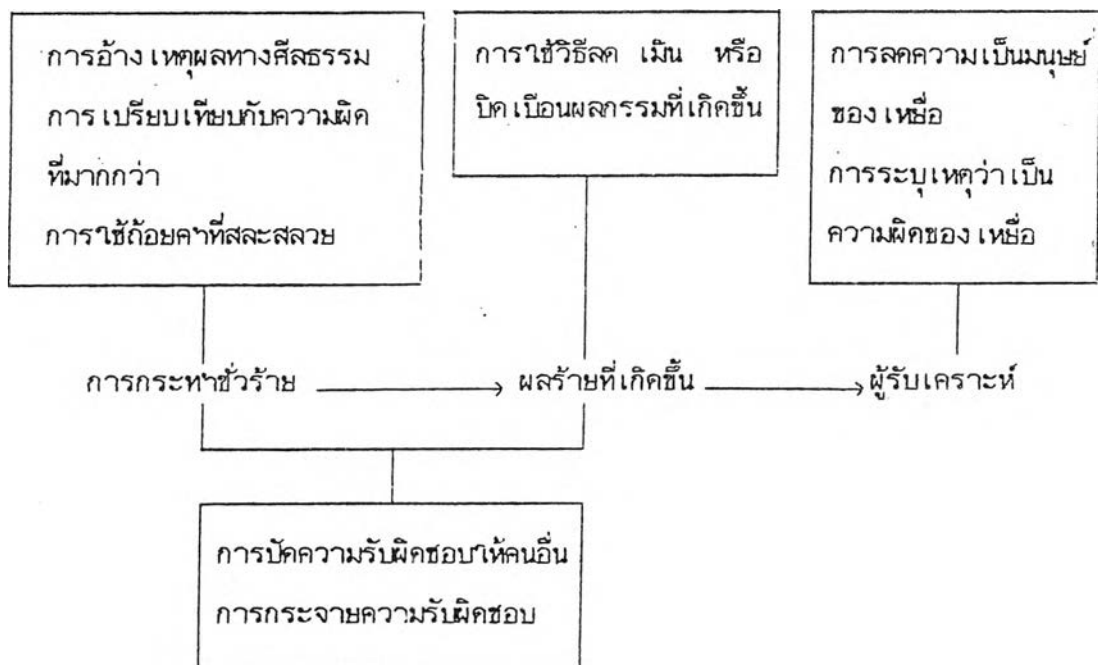 การอ้างเหตุผลทางศีลธรรม
การเปรียบเทียบกับความผิด
ที่มากกว่า
การใช้ถ้อยคำที่สละสลวย
การใช้วิธีลด เมิน หรือ
บิดเบือนผลกรรมที่เกิดขึ้น
การลดความเป็นมนุษย์
ของเหยื่อ
การระบุเหตุว่าเป็น
ความผิดของเหยื่อ
การกระทำชั่วร้าย
ผลร้ายที่เกิดขึ้น
ผู้รับเคราะห์
การปัดความรับผิดชอบให้คนอื่น
การกระจายความรับผิดชอบ